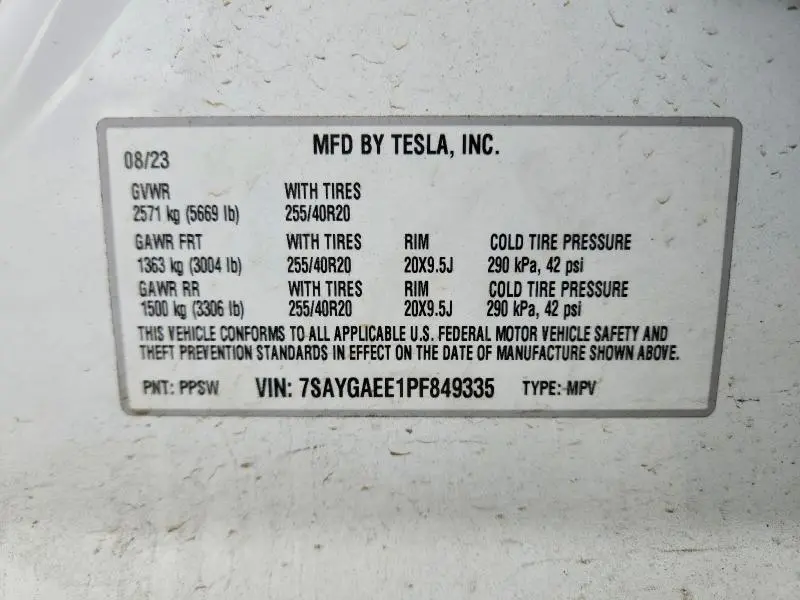 MFD BY TESLA, INC.
08/23
GVWR WITH TIRES
2571 kg (5669 lb) 255/40R20
GAWR FRT WITH TIRES RIM COLD TIRE PRESSURE
1363 kg (3004 lb) 255/40R20 20X9.5J 290 kPa, 42 psi
GAWR RR WITH TIRES RIM COLD TIRE PRESSURE
1500 kg (3306 lb) 255/40R20 20X9.5J 290 kPa, 42 psi
THIS VEHICLE CONFORMS TO ALL APPLICABLE U.S. FEDERAL MOTOR VEHICLE SAFETY AND
THEFT PREVENTION STANDARDS IN EFFECT ON THE DATE OF MANUFACTURE SHOWN ABOVE.
PNT: PPSW VIN: 7SAYGAEE1PF849335 TYPE: MPV